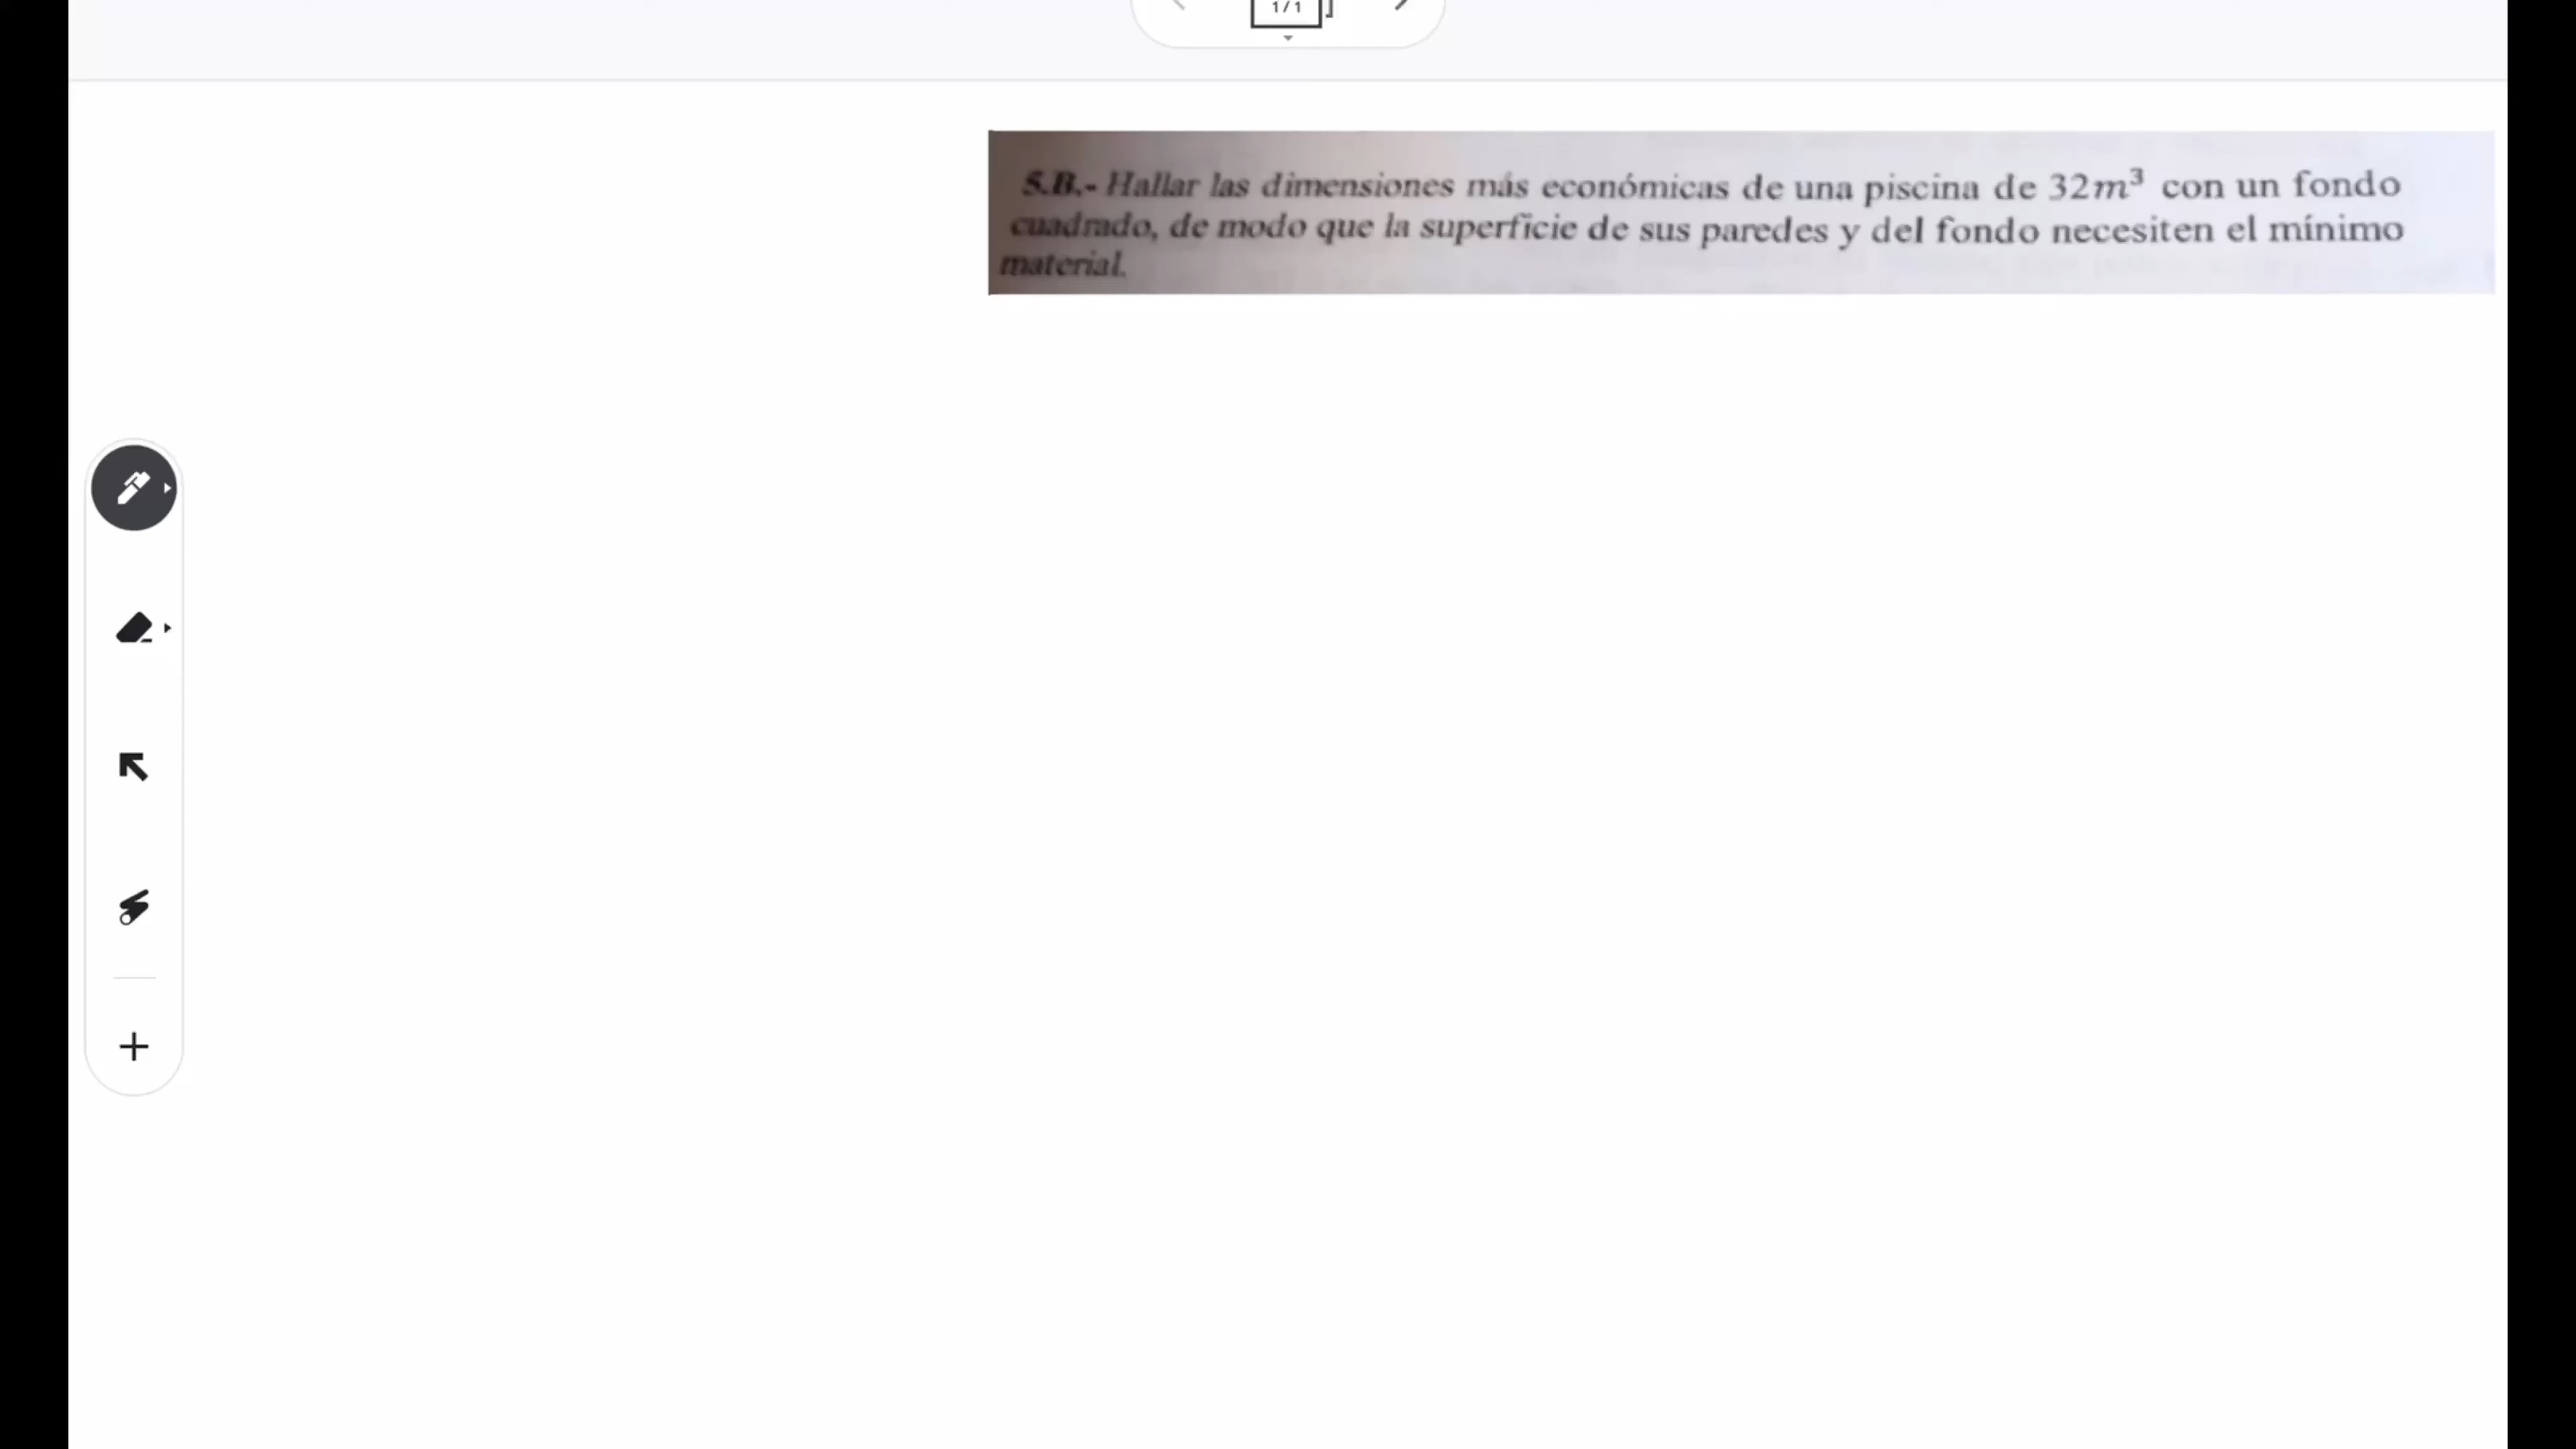 1/1
5.B.- Hallar las dimensiones más económicas de una piscina de 32m³ con un fondo
cuadrado, de modo que la superficie de sus paredes y del fondo necesiten el mínimo
material.